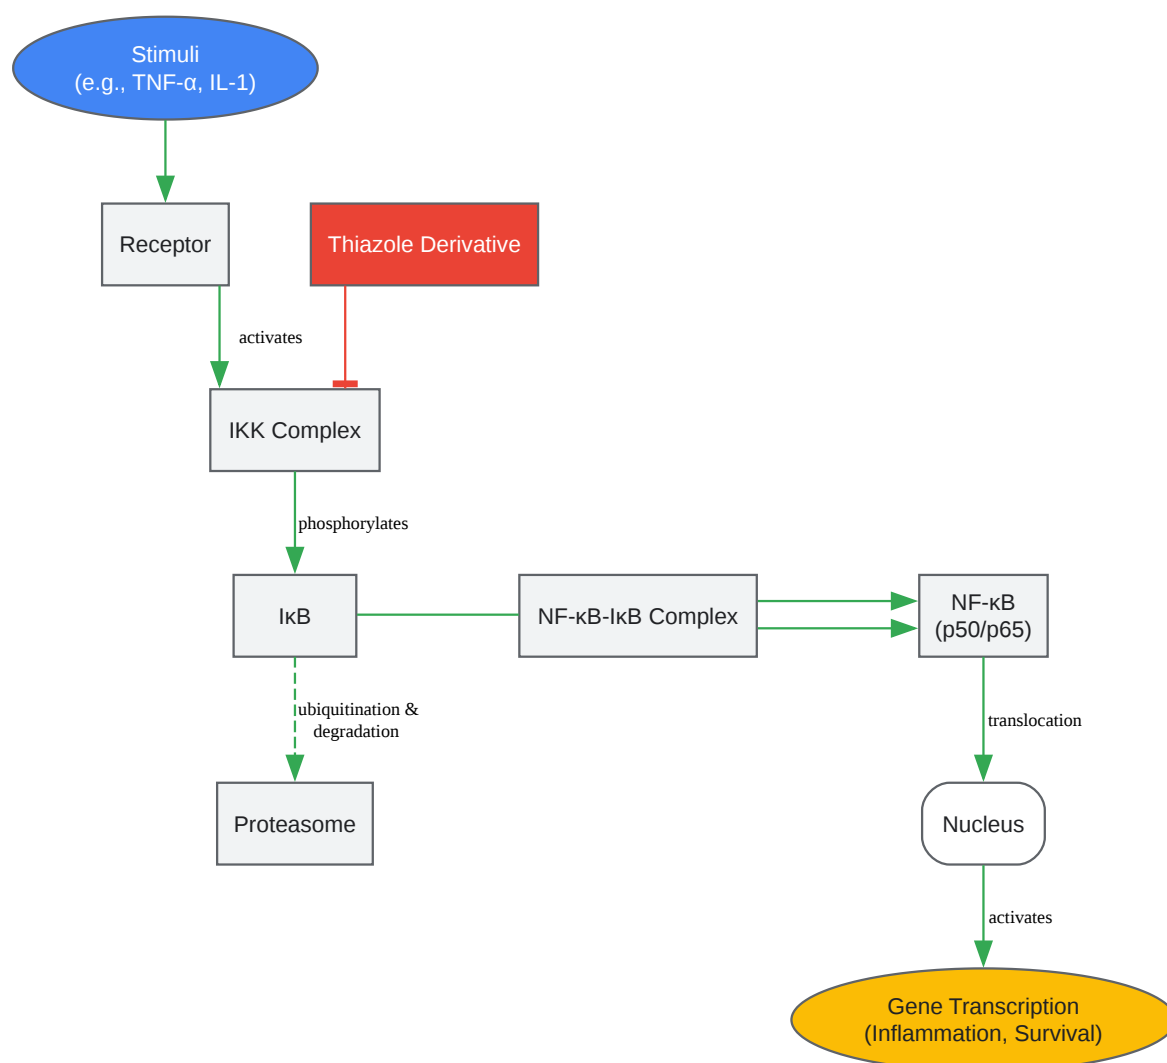 Stimuli
(e.g., TNF-α, IL-1)
Receptor
Thiazole Derivative
activates
IKK Complex
phosphorylates
IκB
NF-κB-IκB Complex
NF-κB
(p50/p65)
ubiquitination &
degradation
translocation
Proteasome
Nucleus
activates
Gene Transcription
(Inflammation, Survival)